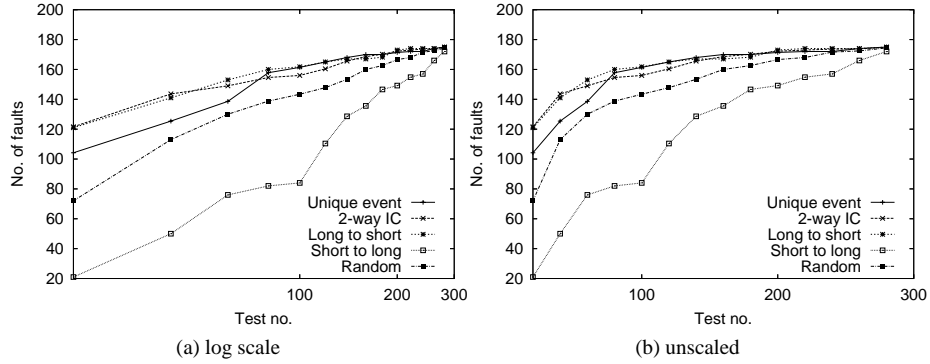 180
160
140
120
100
80
60
40
20
No. of faults
Unique event
2-way IC
Long to short
Short to long
Random
100
200
300
Test no.
(a) log scale
180
160
140
120
100
80
60
40
20
No. of faults
Unique event
2-way IC
Long to short
Short to long
Random
100
200
300
Test no.
(b) unscaled